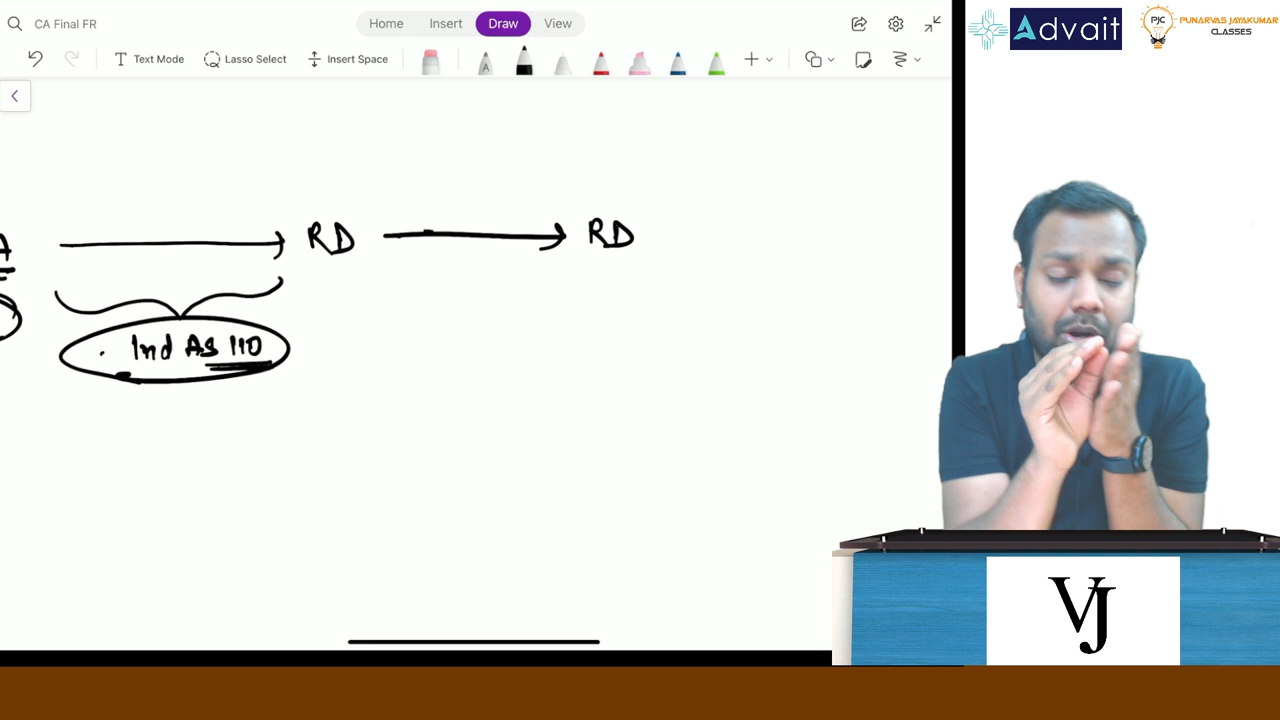 CA Final FR
Home Insert Draw View
Text Mode Lasso Select Insert Space
A
Advait
PJC
PUNARVAS JAYAKUMAR
CLASSES
A RD RD
Ind AS 110
VJ